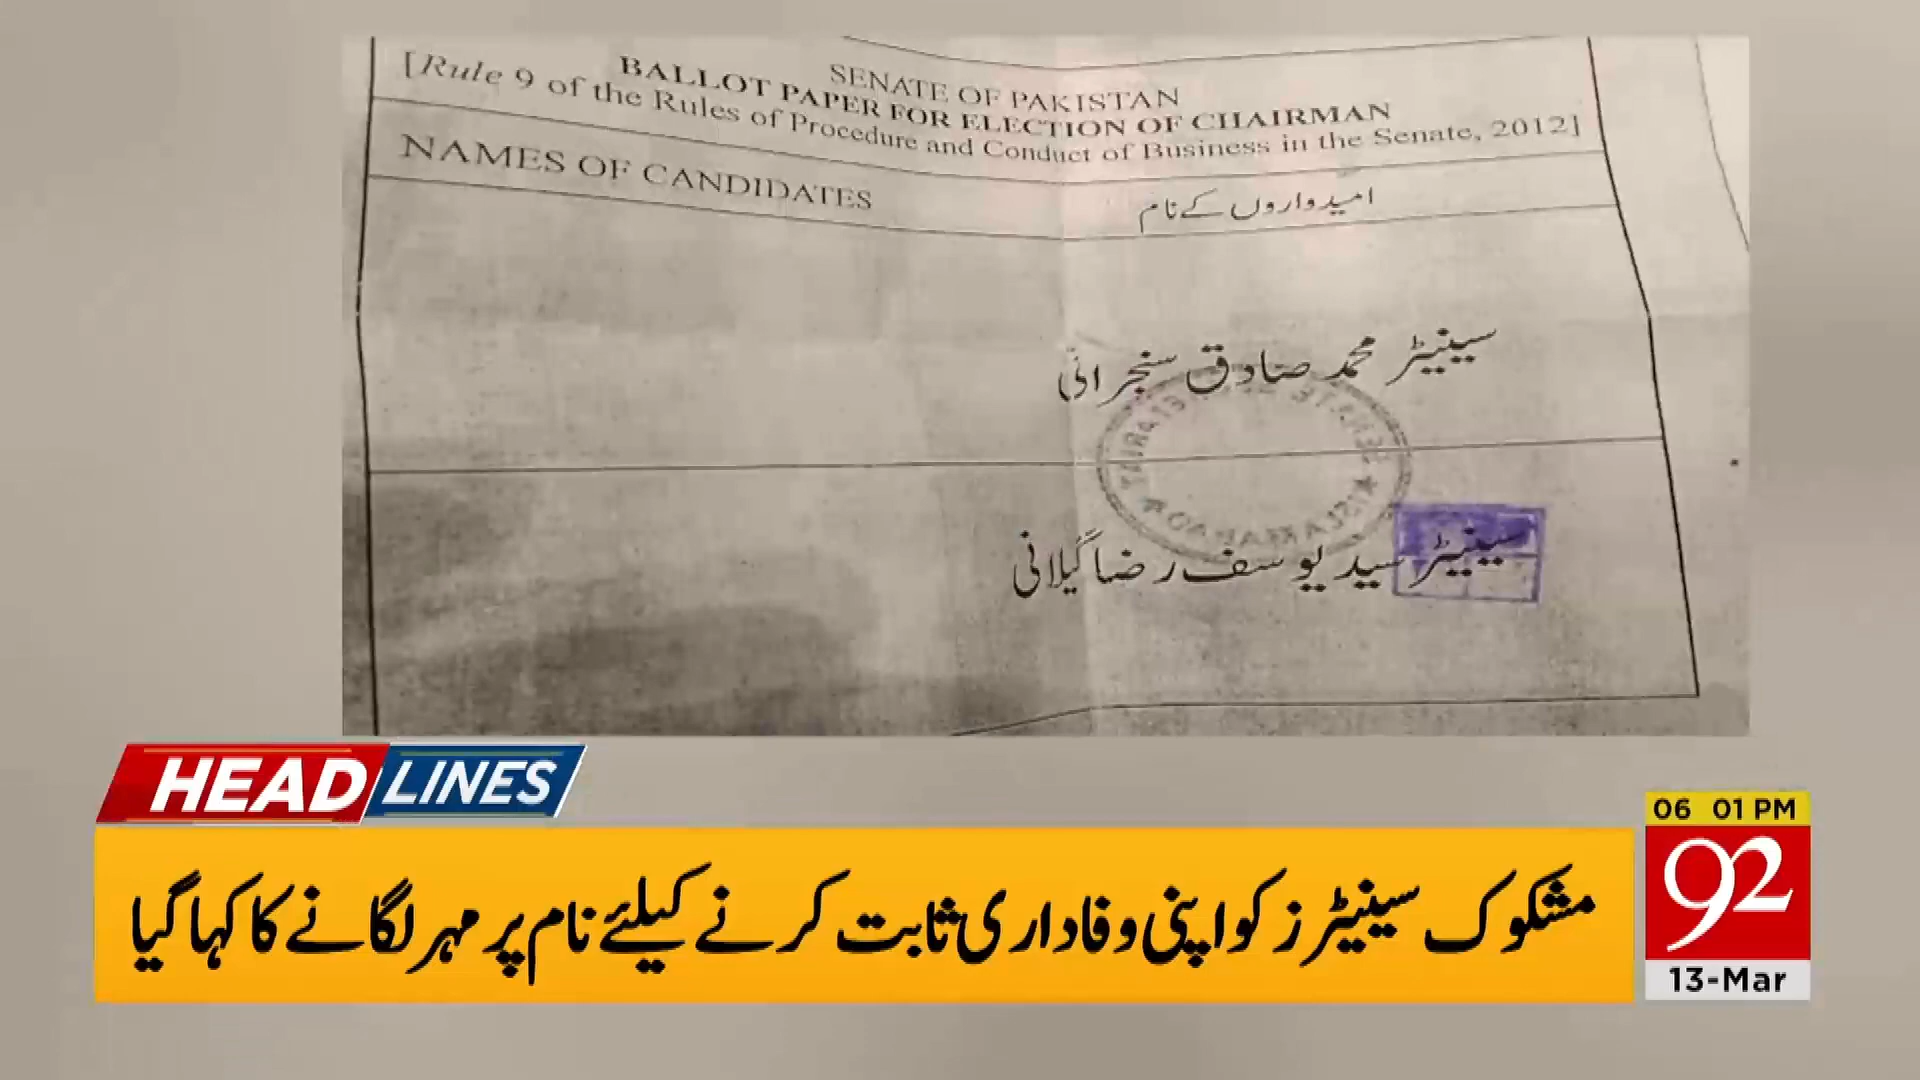 SENATE OF PAKISTAN
BALLOT PAPER FOR ELECTION OF CHAIRMAN
[Rule 9 of the Rules of Procedure and Conduct of Business in the Senate, 2012]
NAMES OF CANDIDATES
امیدواروں کے نام
سینیٹر محمد صادق سنجرانی
سینیٹر سید یوسف رضا گیلانی
HEADLINES
مشکوک سینیٹرز کو اپنی وفاداری ثابت کرنے کیلئے نام پر مہر لگانے کا کہا گیا
06 01 PM
92
13-Mar